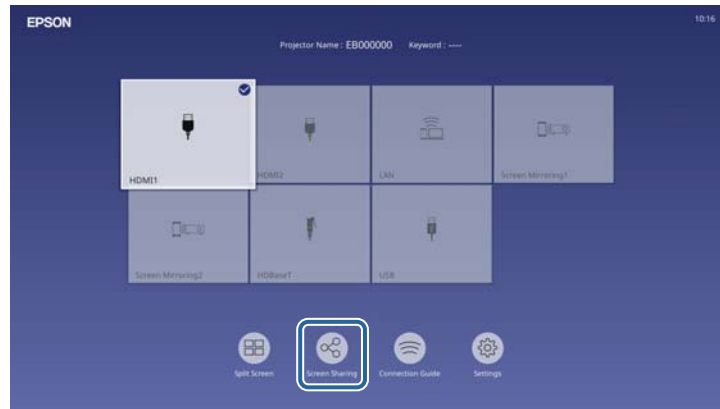 EPSON
10:16
Projector Name : EB000000 Keyword : ----
HDMI1
HDMI2
LAN
Screen Mirroring1
Screen Mirroring2
HDBaseT
USB
Split Screen
Screen Sharing
Connection Guide
Settings